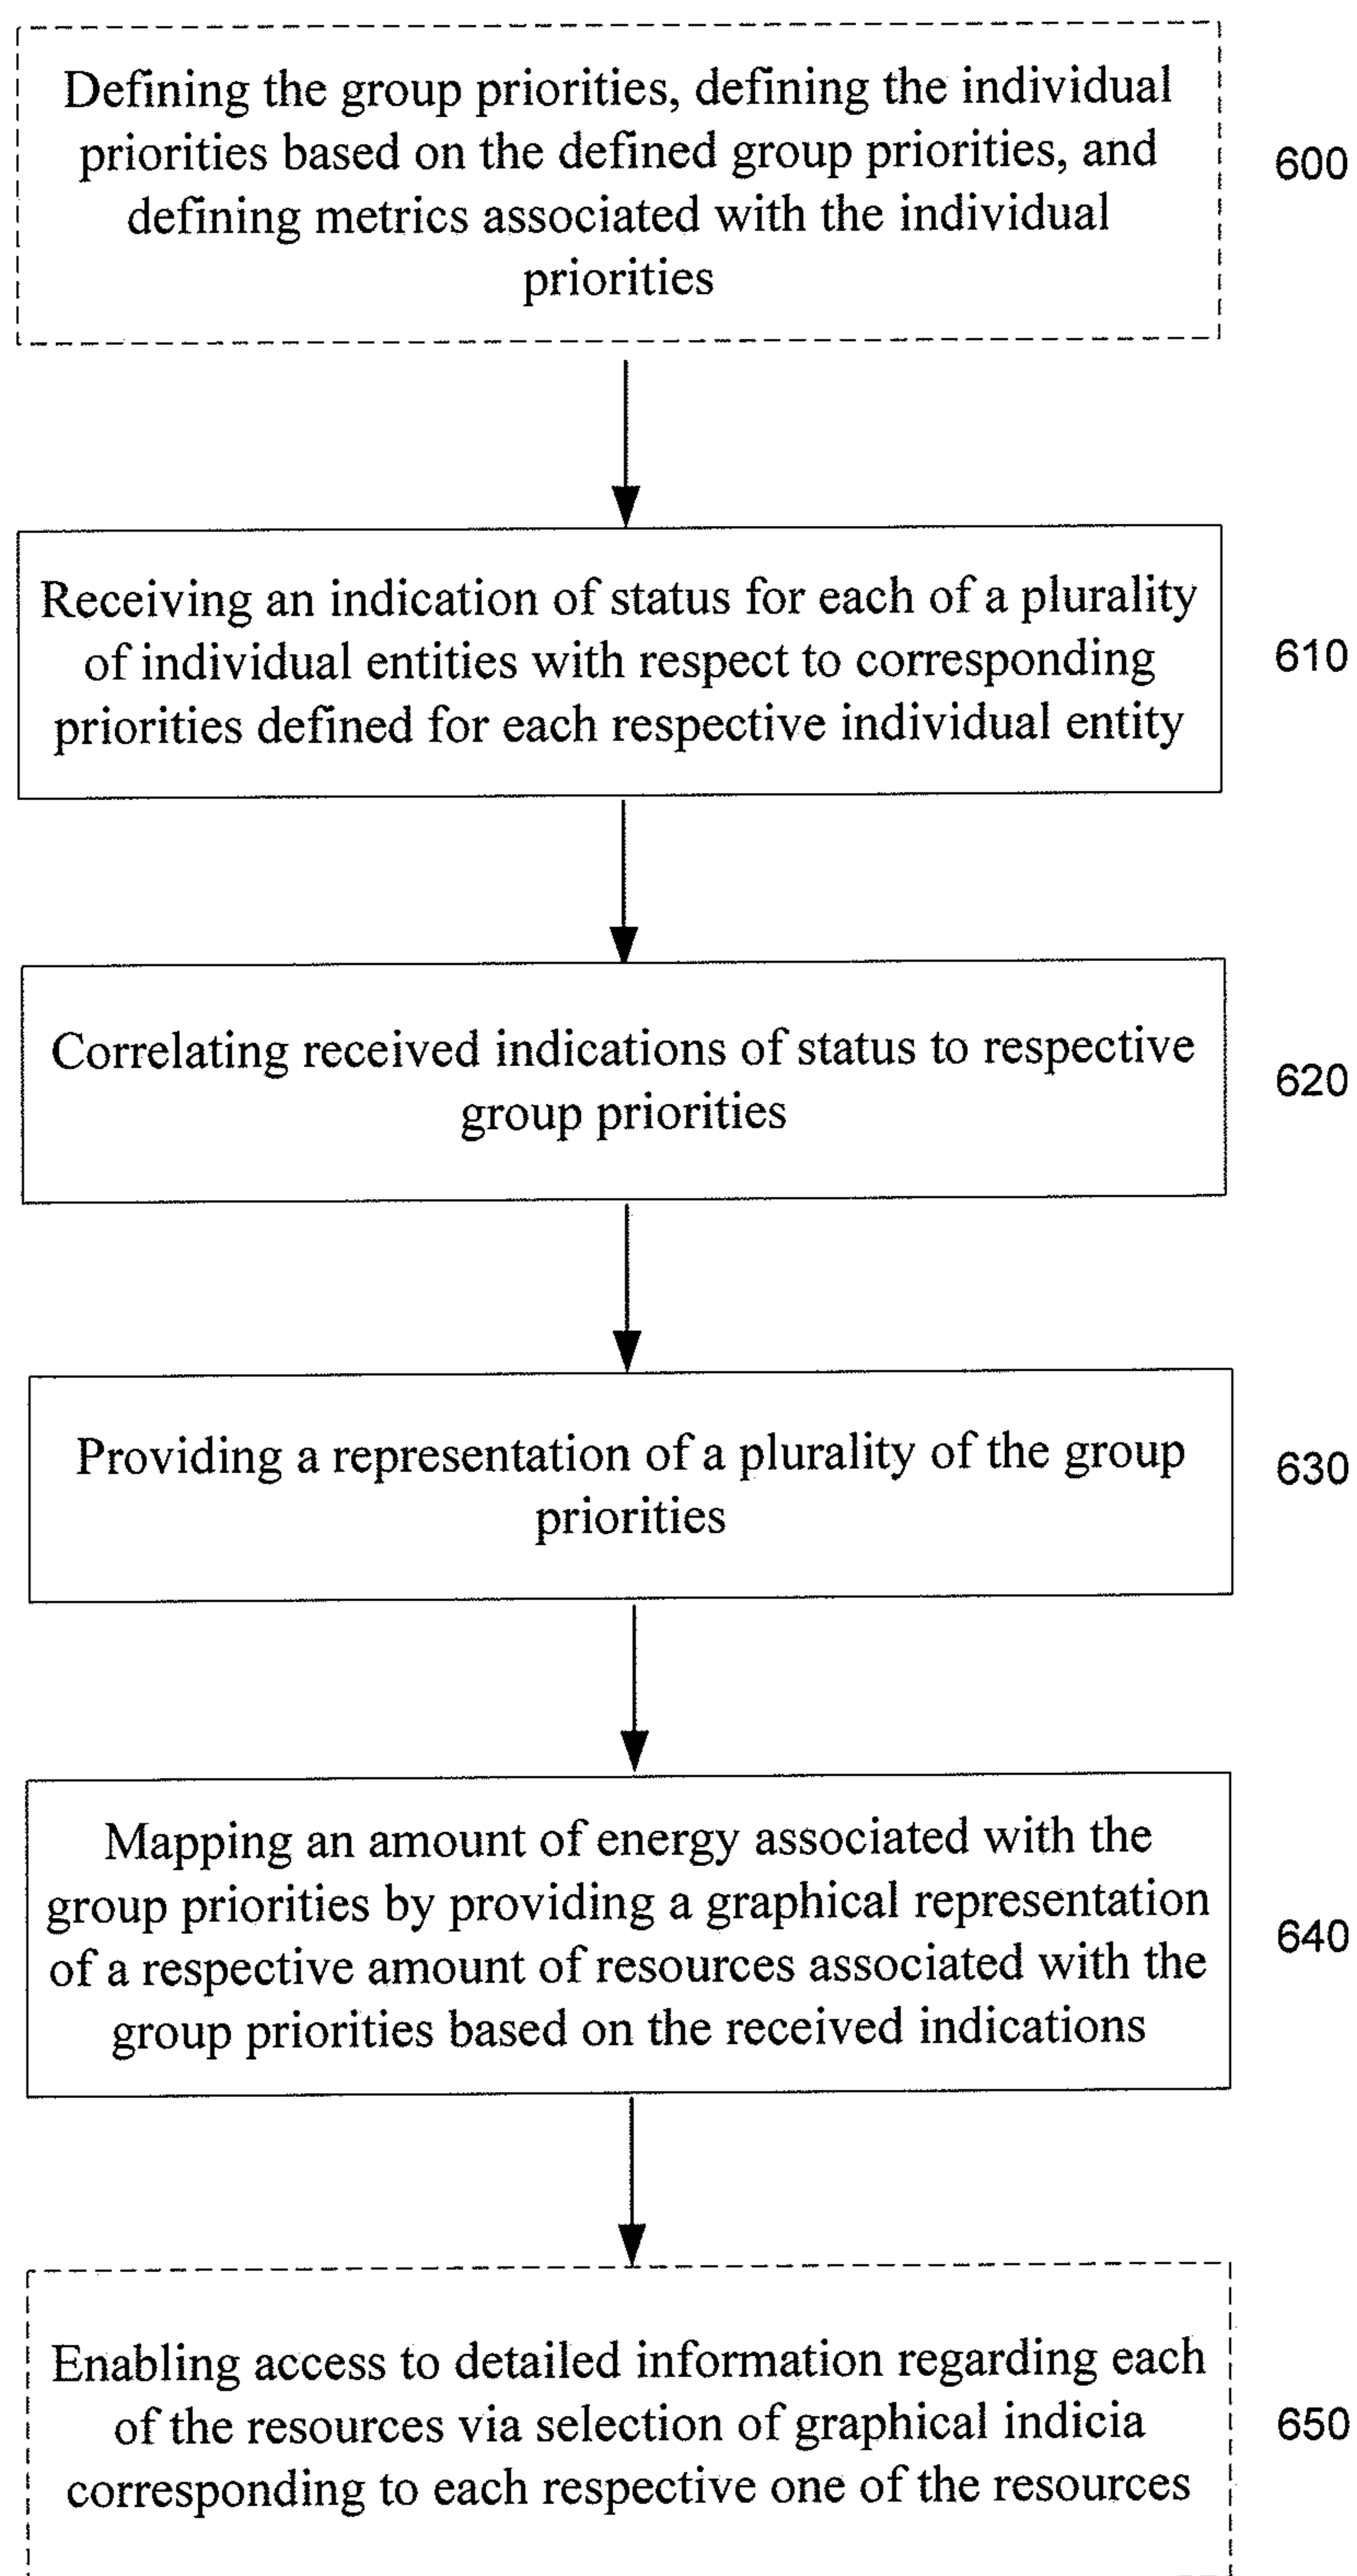 Defining the group priorities, defining the individual
priorities based on the defined group priorities, and
defining metrics associated with the individual
priorities
600
Receiving an indication of status for each of a plurality
of individual entities with respect to corresponding
priorities defined for each respective individual entity
610
Correlating received indications of status to respective
group priorities
620
Providing a representation of a plurality of the group
priorities
630
Mapping an amount of energy associated with the
group priorities by providing a graphical representation
of a respective amount of resources associated with the
group priorities based on the received indications
640
Enabling access to detailed information regarding each
of the resources via selection of graphical indicia
corresponding to each respective one of the resources
650